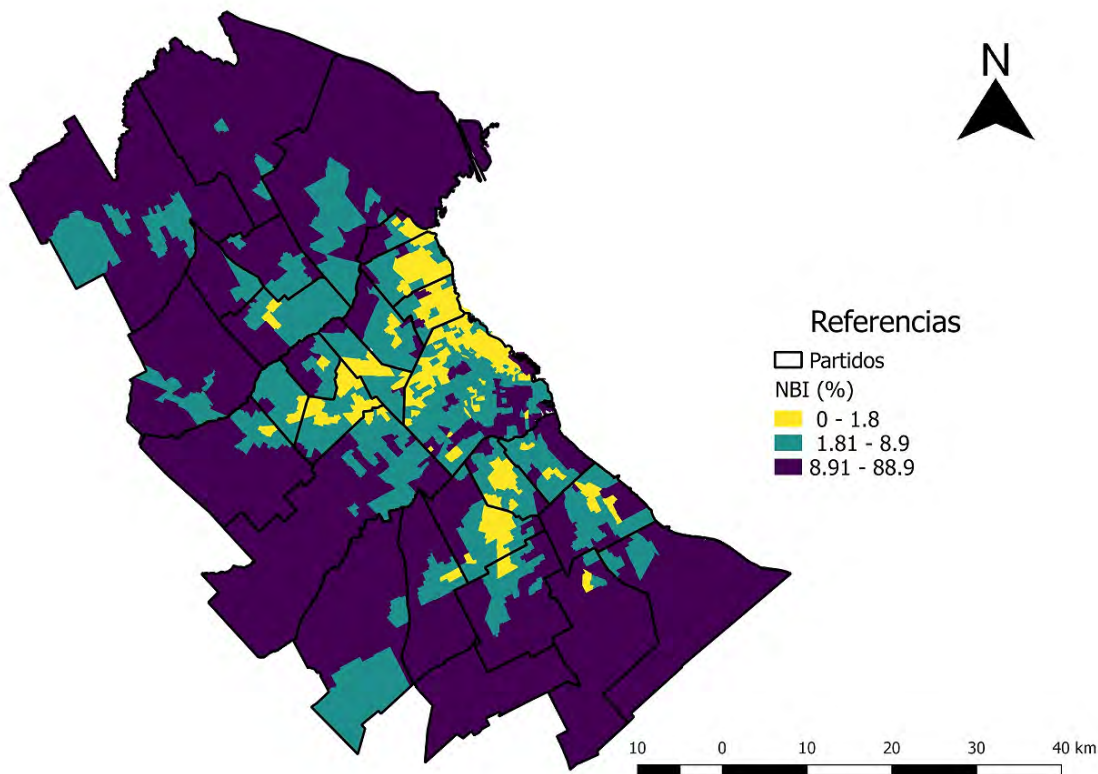 N
Referencias
Partidos
NBI (%)
0 - 1.8
1.81 - 8.9
8.91 - 88.9
10 0 10 20 30 40 km